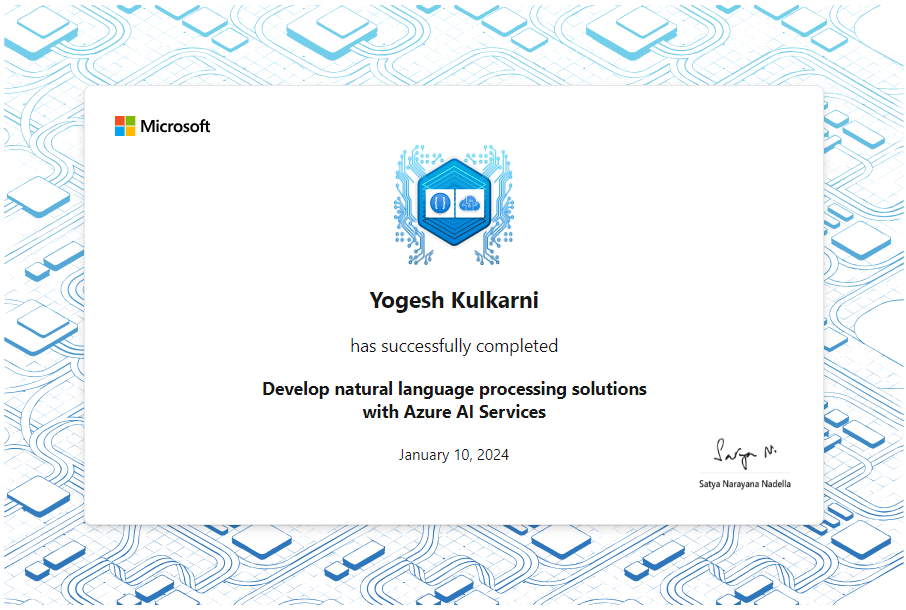 Microsoft
Yogesh Kulkarni
has successfully completed
Develop natural language processing solutions
with Azure AI Services
January 10, 2024
Satya N.
Satya Narayana Nadella